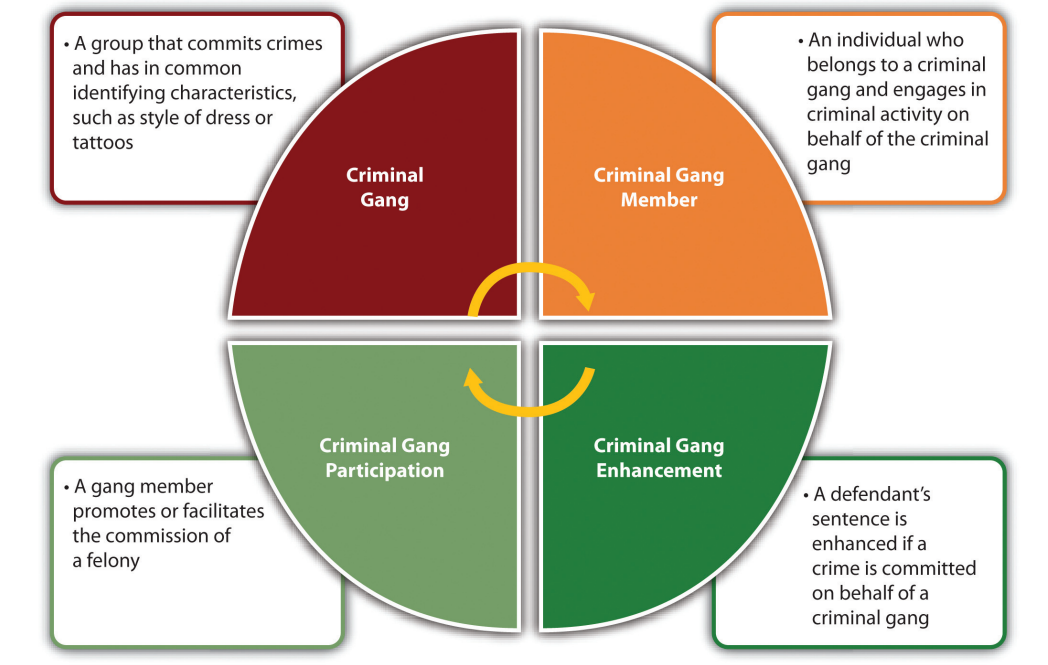 • A group that commits crimes
and has in common
identifying characteristics,
such as style of dress or
tattoos
Criminal
Gang
• An individual who
belongs to a criminal
gang and engages in
criminal activity on
behalf of the criminal
gang
Criminal Gang
Member
• A gang member
promotes or facilitates
the commission of
a felony
Criminal Gang
Participation
Criminal Gang
Enhancement
• A defendant’s
sentence is
enhanced if a
crime is committed
on behalf of a
criminal gang